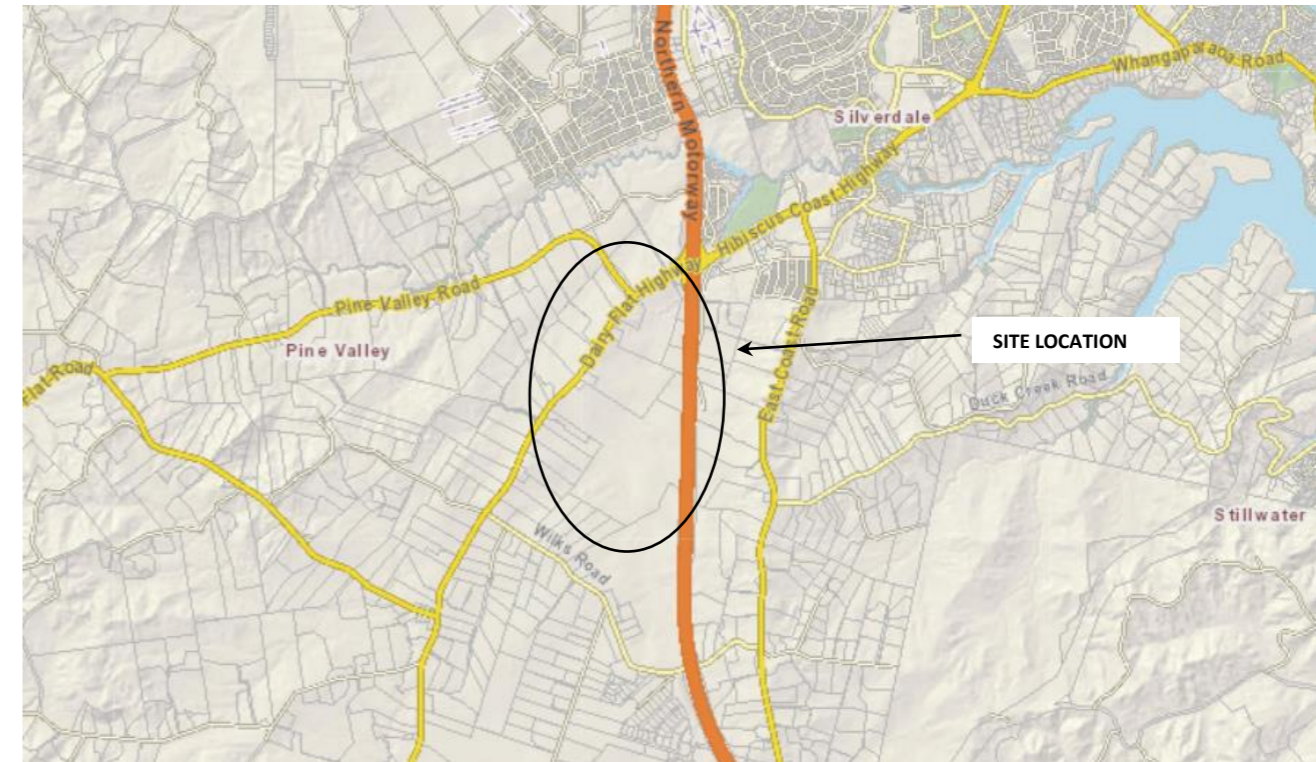 Northern Motorway
Whangaparaoa Road
Silverdale
Hibiscus Coast Highway
Dairy Flat Highway
Pine Valley Road
Pine Valley
SITE LOCATION
East Coast Road
Duck Creek Road
Flat Road
Stillwater
Wilks Road